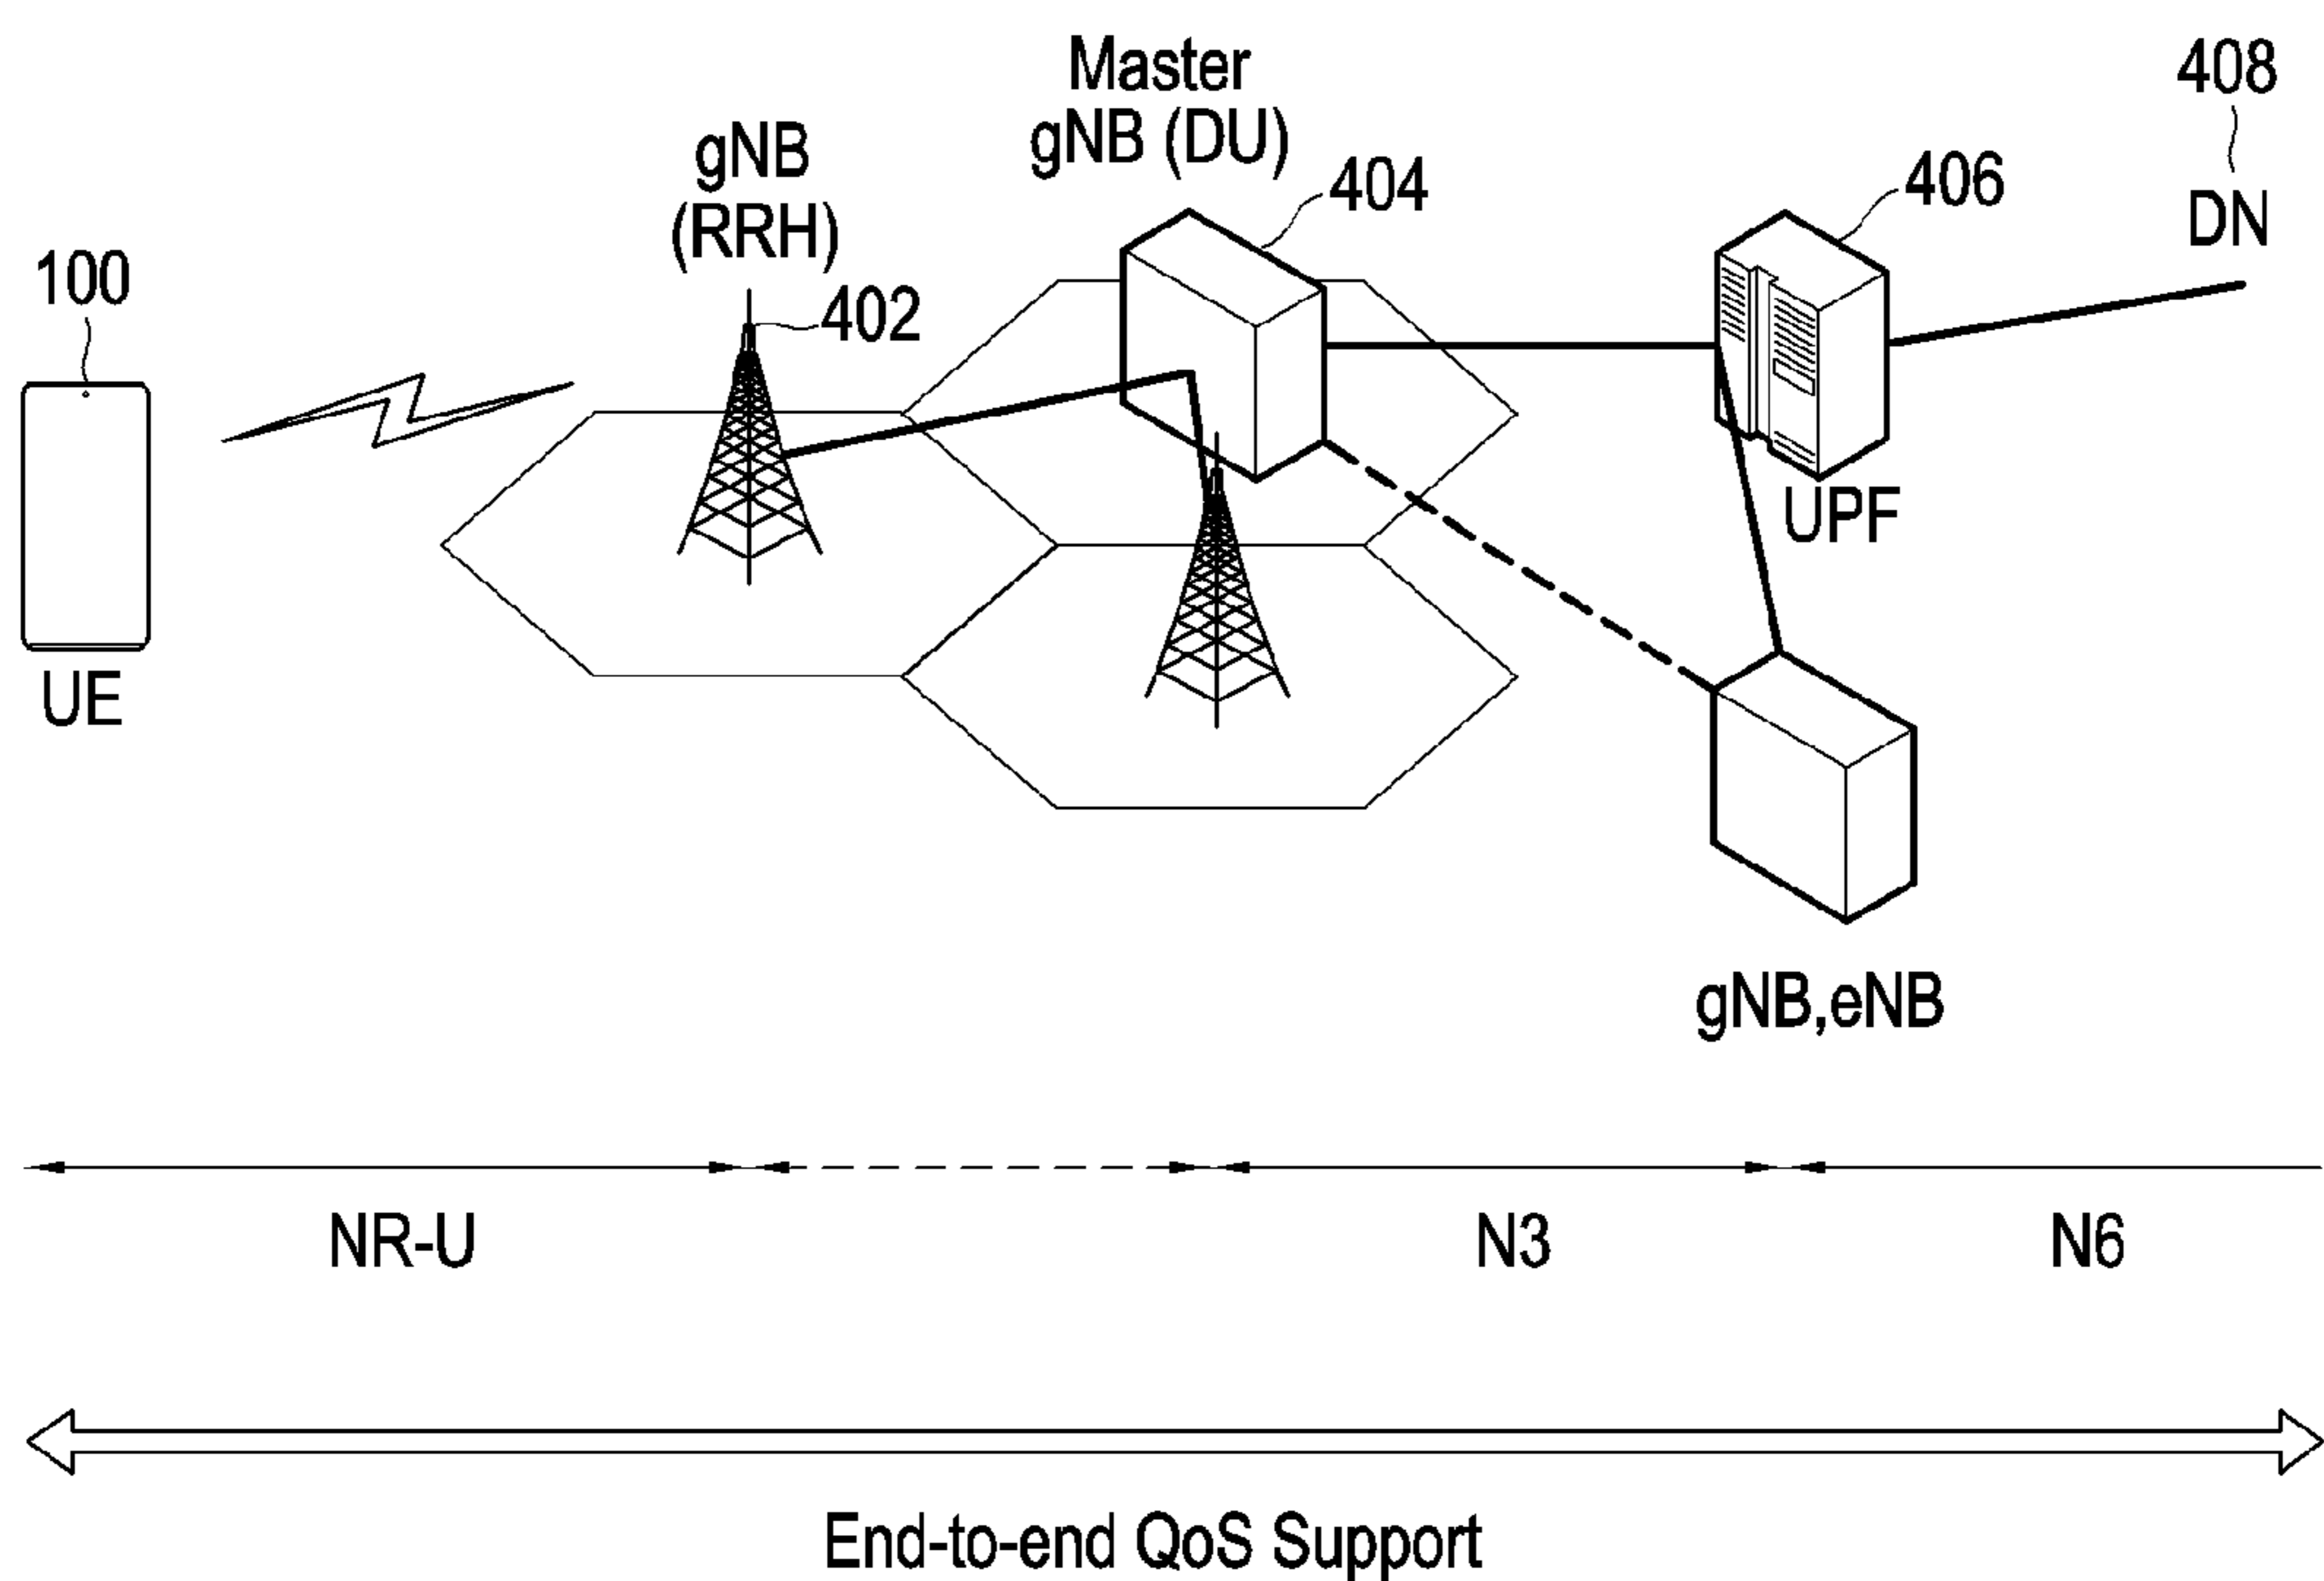 Master
gNB (DU)
408
gNB
(RRH)
404
406
DN
100
402
UE
UPF
gNB,eNB
NR-U
N3
N6
End-to-end QoS Support